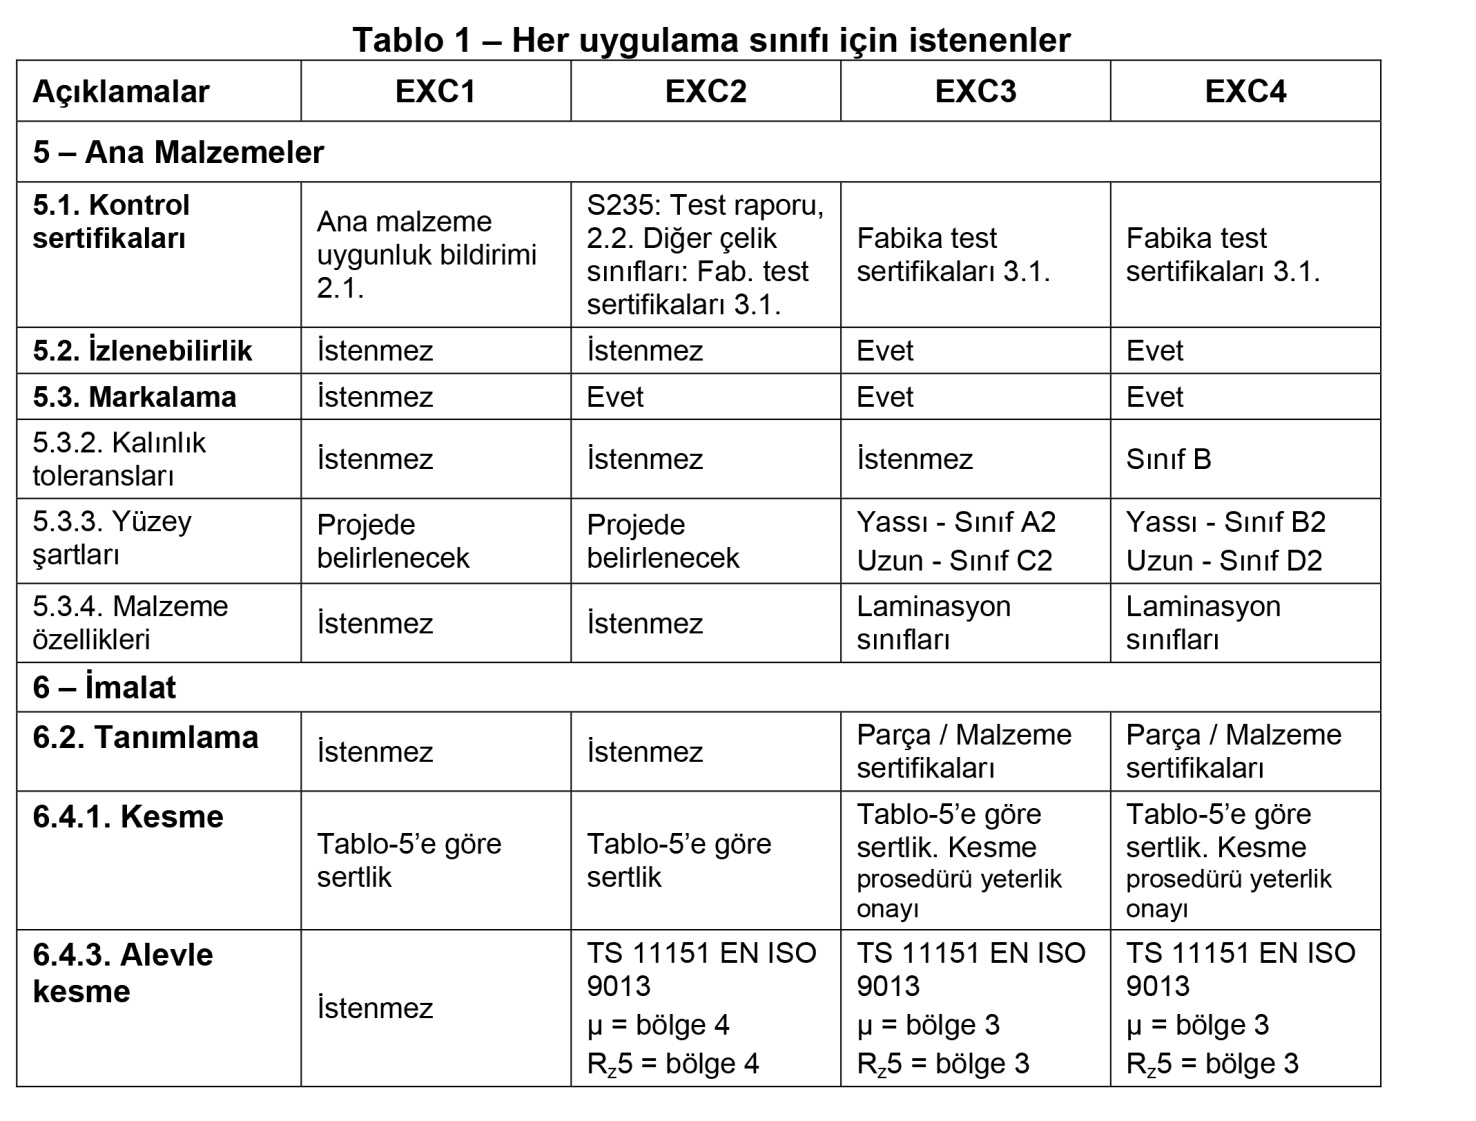 Tablo 1 – Her uygulama sınıfı için istenenler
Açıklamalar EXC1 EXC2 EXC3 EXC4
5 – Ana Malzemeler
5.1. Kontrol
sertifikaları
Ana malzeme
uygunluk bildirimi
2.1.
S235: Test raporu,
2.2. Diğer çelik
sınıfları: Fab. test
sertifikaları 3.1.
Fabika test
sertifikaları 3.1.
Fabika test
sertifikaları 3.1.
5.2. İzlenebilirlik İstenmez İstenmez Evet Evet
5.3. Markalama İstenmez Evet Evet Evet
5.3.2. Kalınlık
toleransları
İstenmez İstenmez İstenmez Sınıf B
5.3.3. Yüzey
şartları
Projede
belirlenecek
Projede
belirlenecek
Yassı - Sınıf A2
Uzun - Sınıf C2
Yassı - Sınıf B2
Uzun - Sınıf D2
5.3.4. Malzeme
özellikleri
İstenmez İstenmez
Laminasyon
sınıfları
Laminasyon
sınıfları
6 – İmalat
6.2. Tanımlama İstenmez İstenmez
Parça / Malzeme
sertifikaları
Parça / Malzeme
sertifikaları
6.4.1. Kesme
Tablo-5’e göre
sertlik
Tablo-5’e göre
sertlik
Tablo-5’e göre
sertlik. Kesme
prosedürü yeterlik
onayı
Tablo-5’e göre
sertlik. Kesme
prosedürü yeterlik
onayı
6.4.3. Alevle
kesme
İstenmez
TS 11151 EN ISO
9013
µ = bölge 4
Rz5 = bölge 4
TS 11151 EN ISO
9013
µ = bölge 3
Rz5 = bölge 3
TS 11151 EN ISO
9013
µ = bölge 3
Rz5 = bölge 3